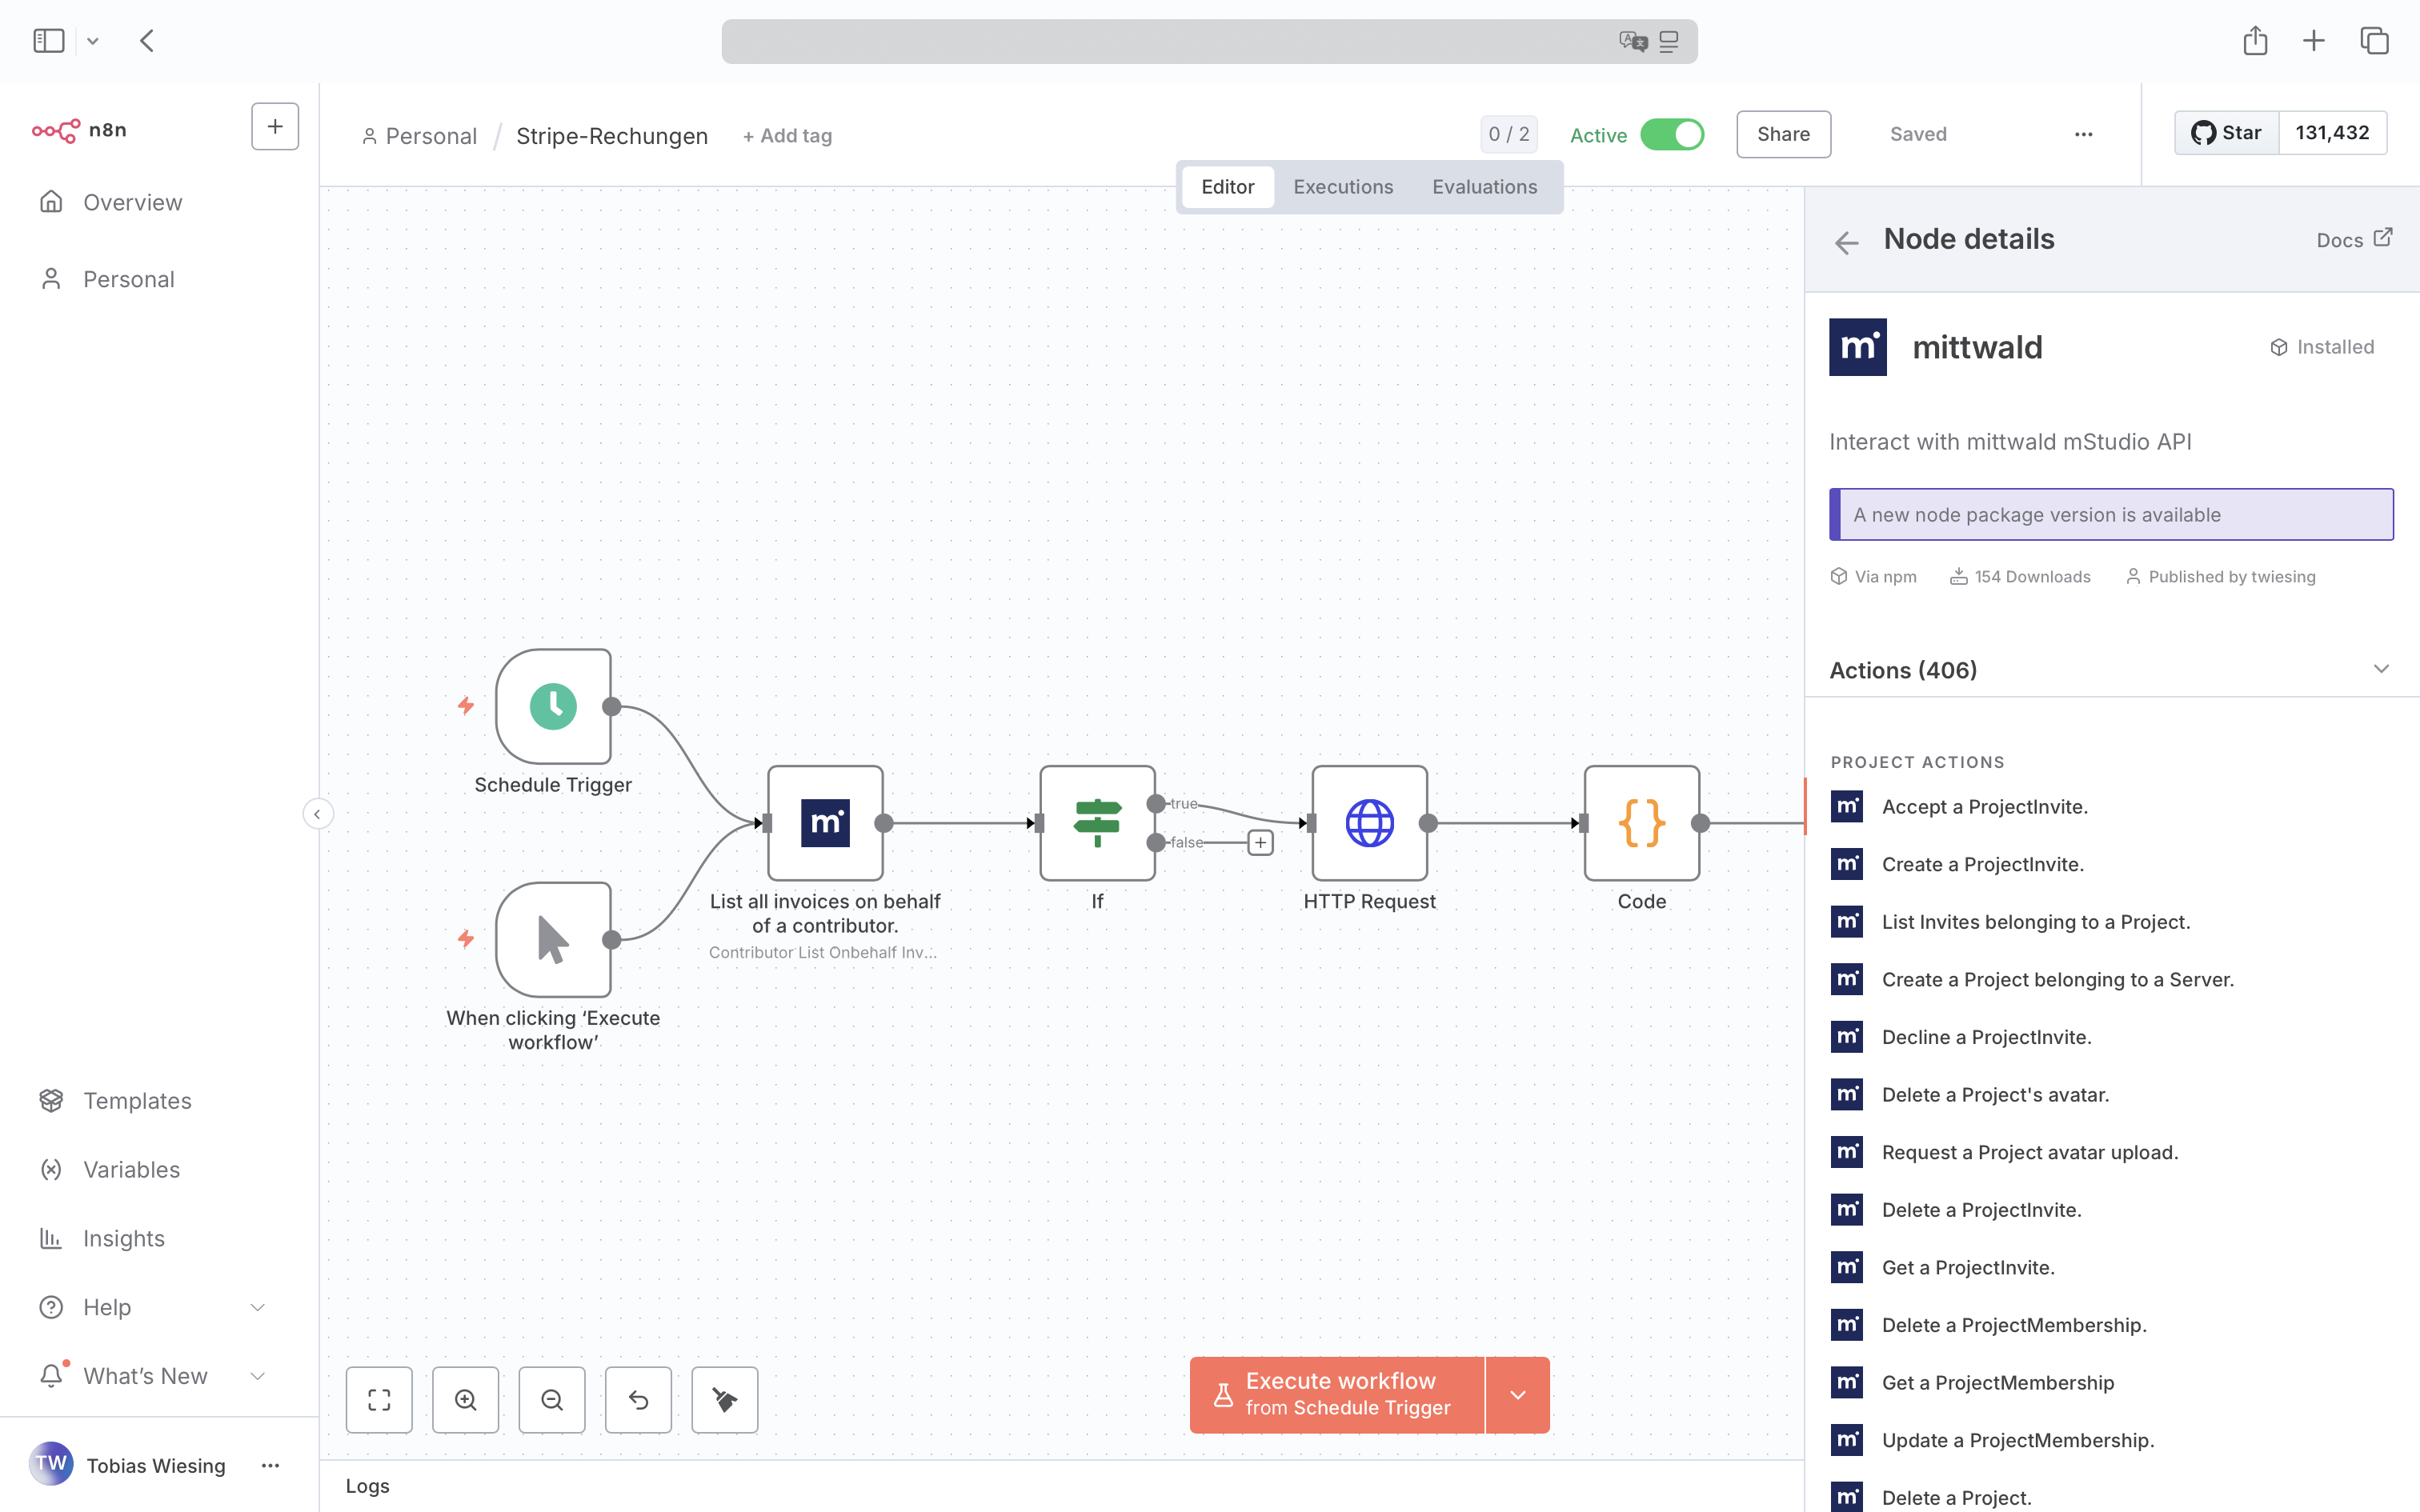 n8n
Overview
Personal
Templates
Variables
Insights
Help
What’s New
TW Tobias Wiesing
Personal / Stripe-Rechungen + Add tag
0 / 2 Active Share Saved
Star 131,432
Editor Executions Evaluations
Schedule Trigger
When clicking ‘Execute
workflow’
List all invoices on behalf
of a contributor.
Contributor List Onbehalf Inv...
true
false
If
HTTP Request
Code
Execute workflow
from Schedule Trigger
Logs
Node details Docs
mittwald Installed
Interact with mittwald mStudio API
A new node package version is available
Via npm 154 Downloads Published by twiesing
Actions (406)
PROJECT ACTIONS
Accept a ProjectInvite.
Create a ProjectInvite.
List Invites belonging to a Project.
Create a Project belonging to a Server.
Decline a ProjectInvite.
Delete a Project's avatar.
Request a Project avatar upload.
Delete a ProjectInvite.
Get a ProjectInvite.
Delete a ProjectMembership.
Get a ProjectMembership
Update a ProjectMembership.
Delete a Project.